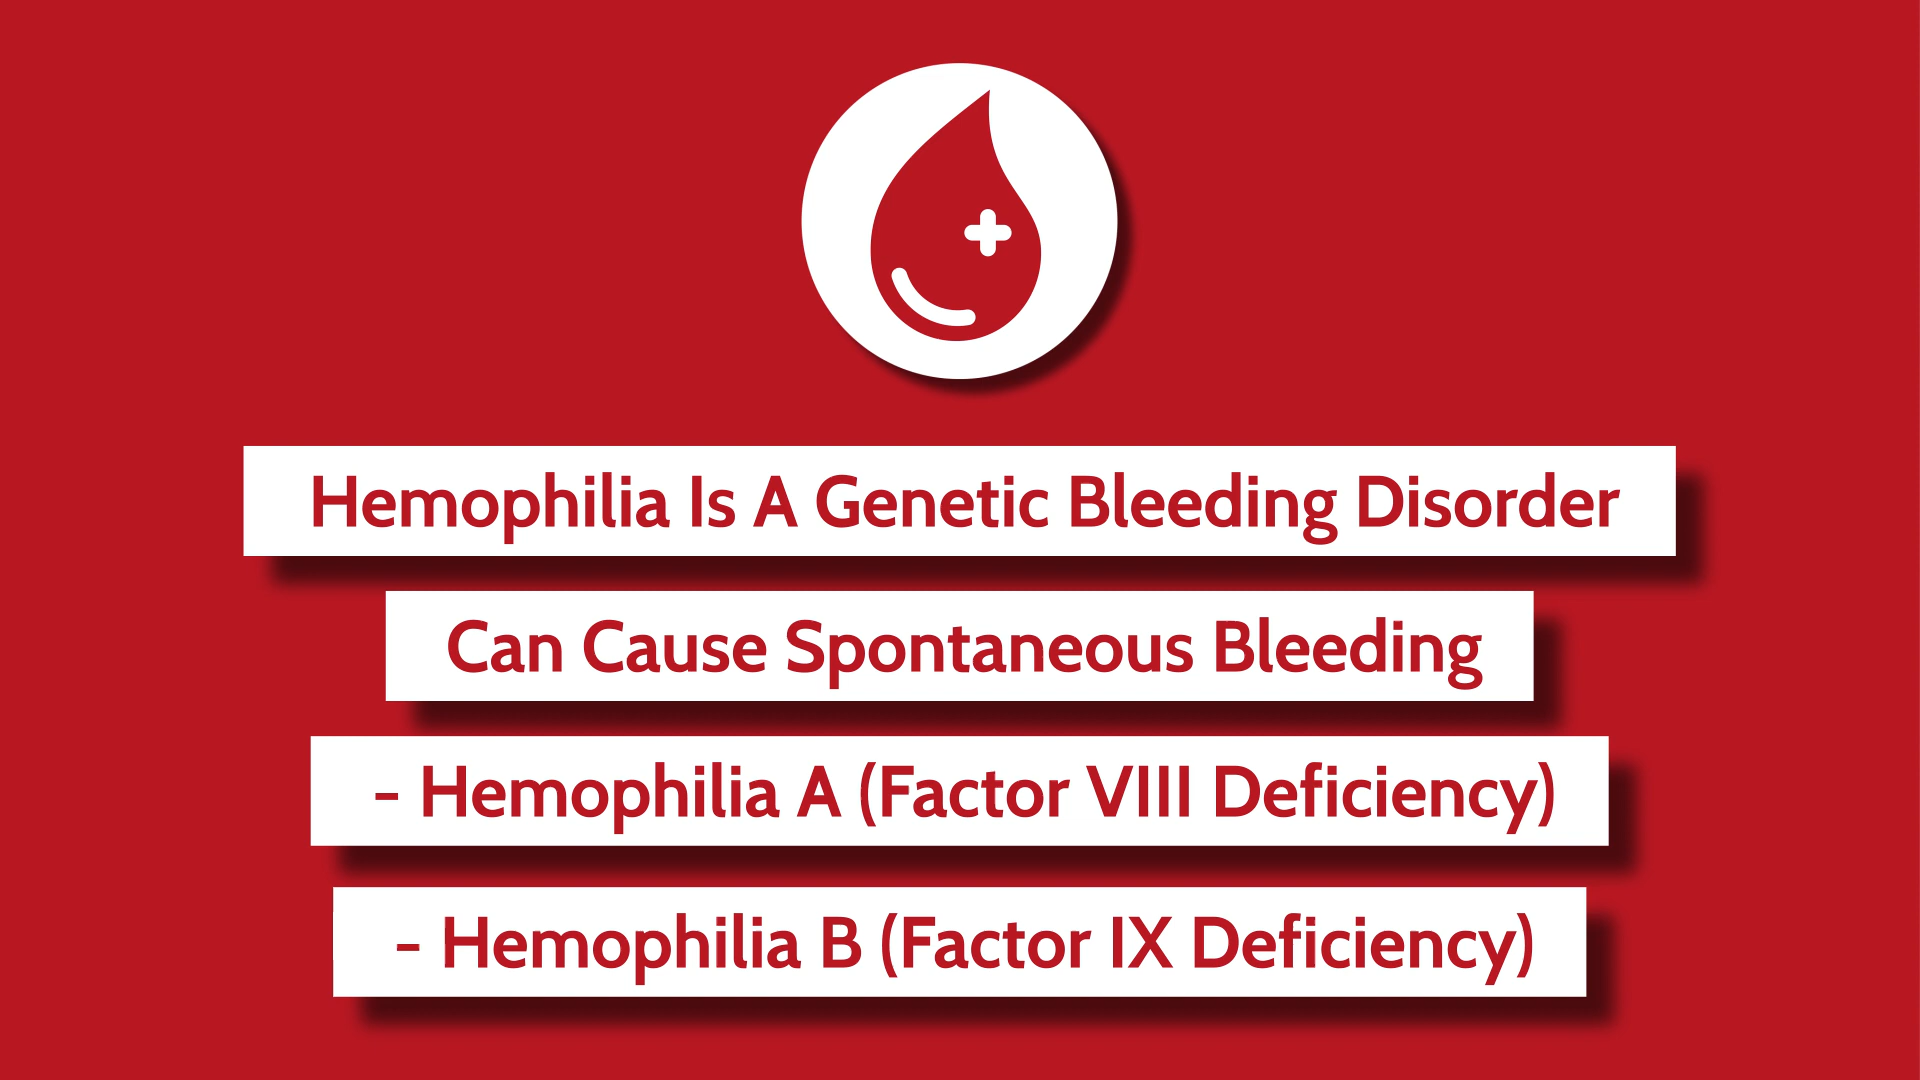 Hemophilia Is A Genetic Bleeding Disorder
Can Cause Spontaneous Bleeding
- Hemophilia A (Factor VIII Deficiency)
- Hemophilia B (Factor IX Deficiency)